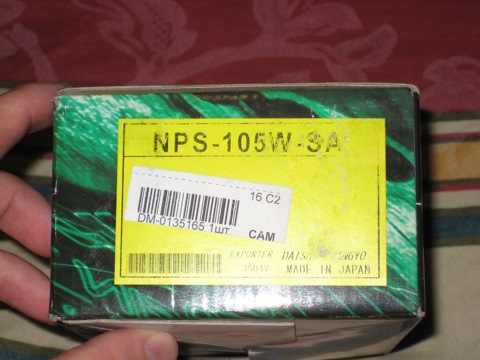 NPS-105W-SA
16 C2
DM-0135165 1шт
CAM
EXPORTER
MADE IN JAPAN